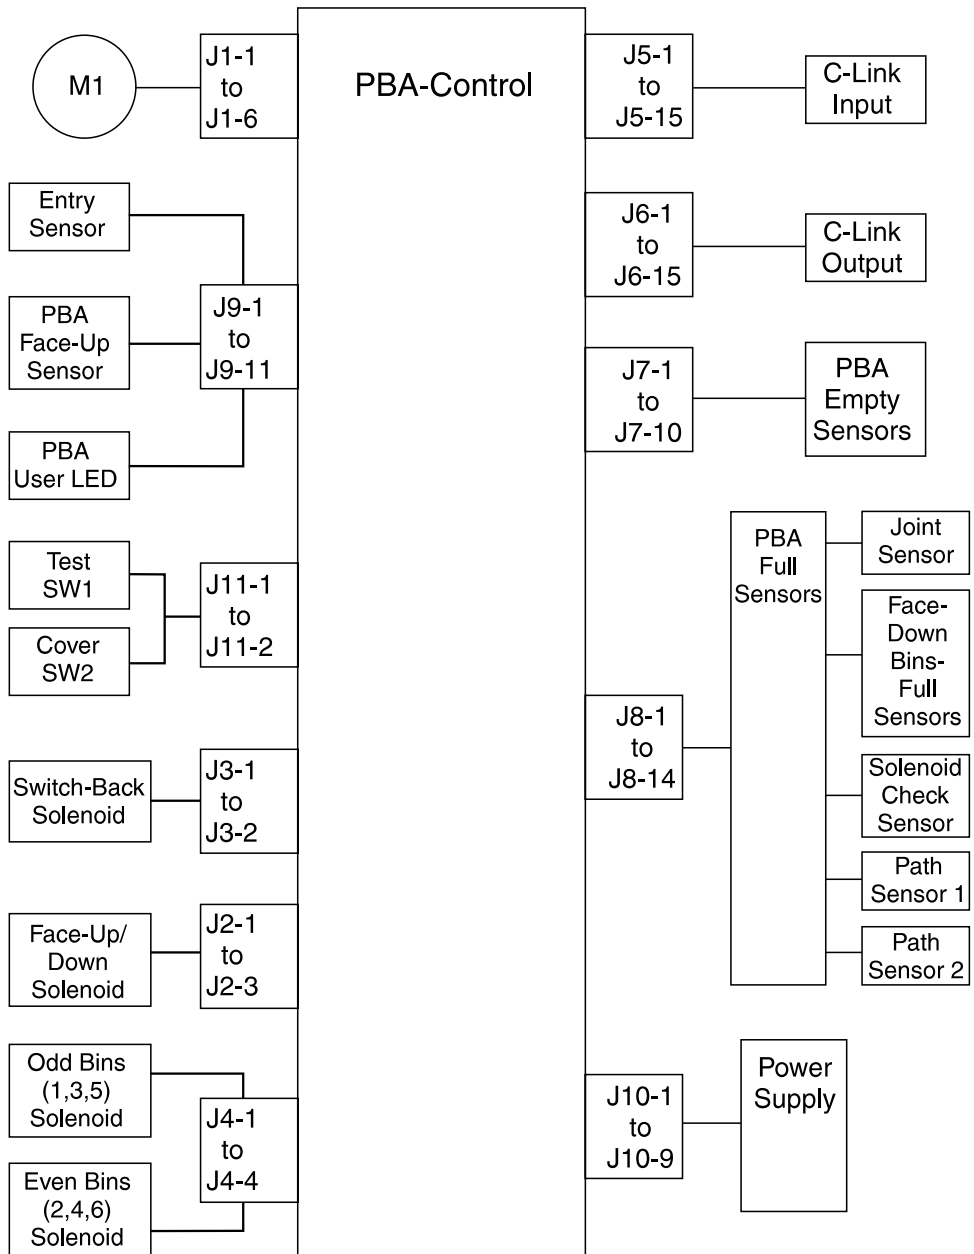 M1
J1-1
to
J1-6
PBA-Control
J5-1
to
J5-15
C-Link
Input
Entry
Sensor
J6-1
to
J6-15
C-Link
Output
PBA
Face-Up
Sensor
J9-1
to
J9-11
PBA
User LED
J7-1
to
J7-10
PBA
Empty
Sensors
Test
SW1
Cover
SW2
J11-1
to
J11-2
PBA
Full
Sensors
Joint
Sensor
Face-
Down
Bins-
Full
Sensors
J8-1
to
J8-14
Solenoid
Check
Sensor
Path
Sensor 1
Path
Sensor 2
Switch-Back
Solenoid
J3-1
to
J3-2
Face-Up/
Down
Solenoid
J2-1
to
J2-3
Odd Bins
(1,3,5)
Solenoid
Even Bins
(2,4,6)
Solenoid
J4-1
to
J4-4
J10-1
to
J10-9
Power
Supply